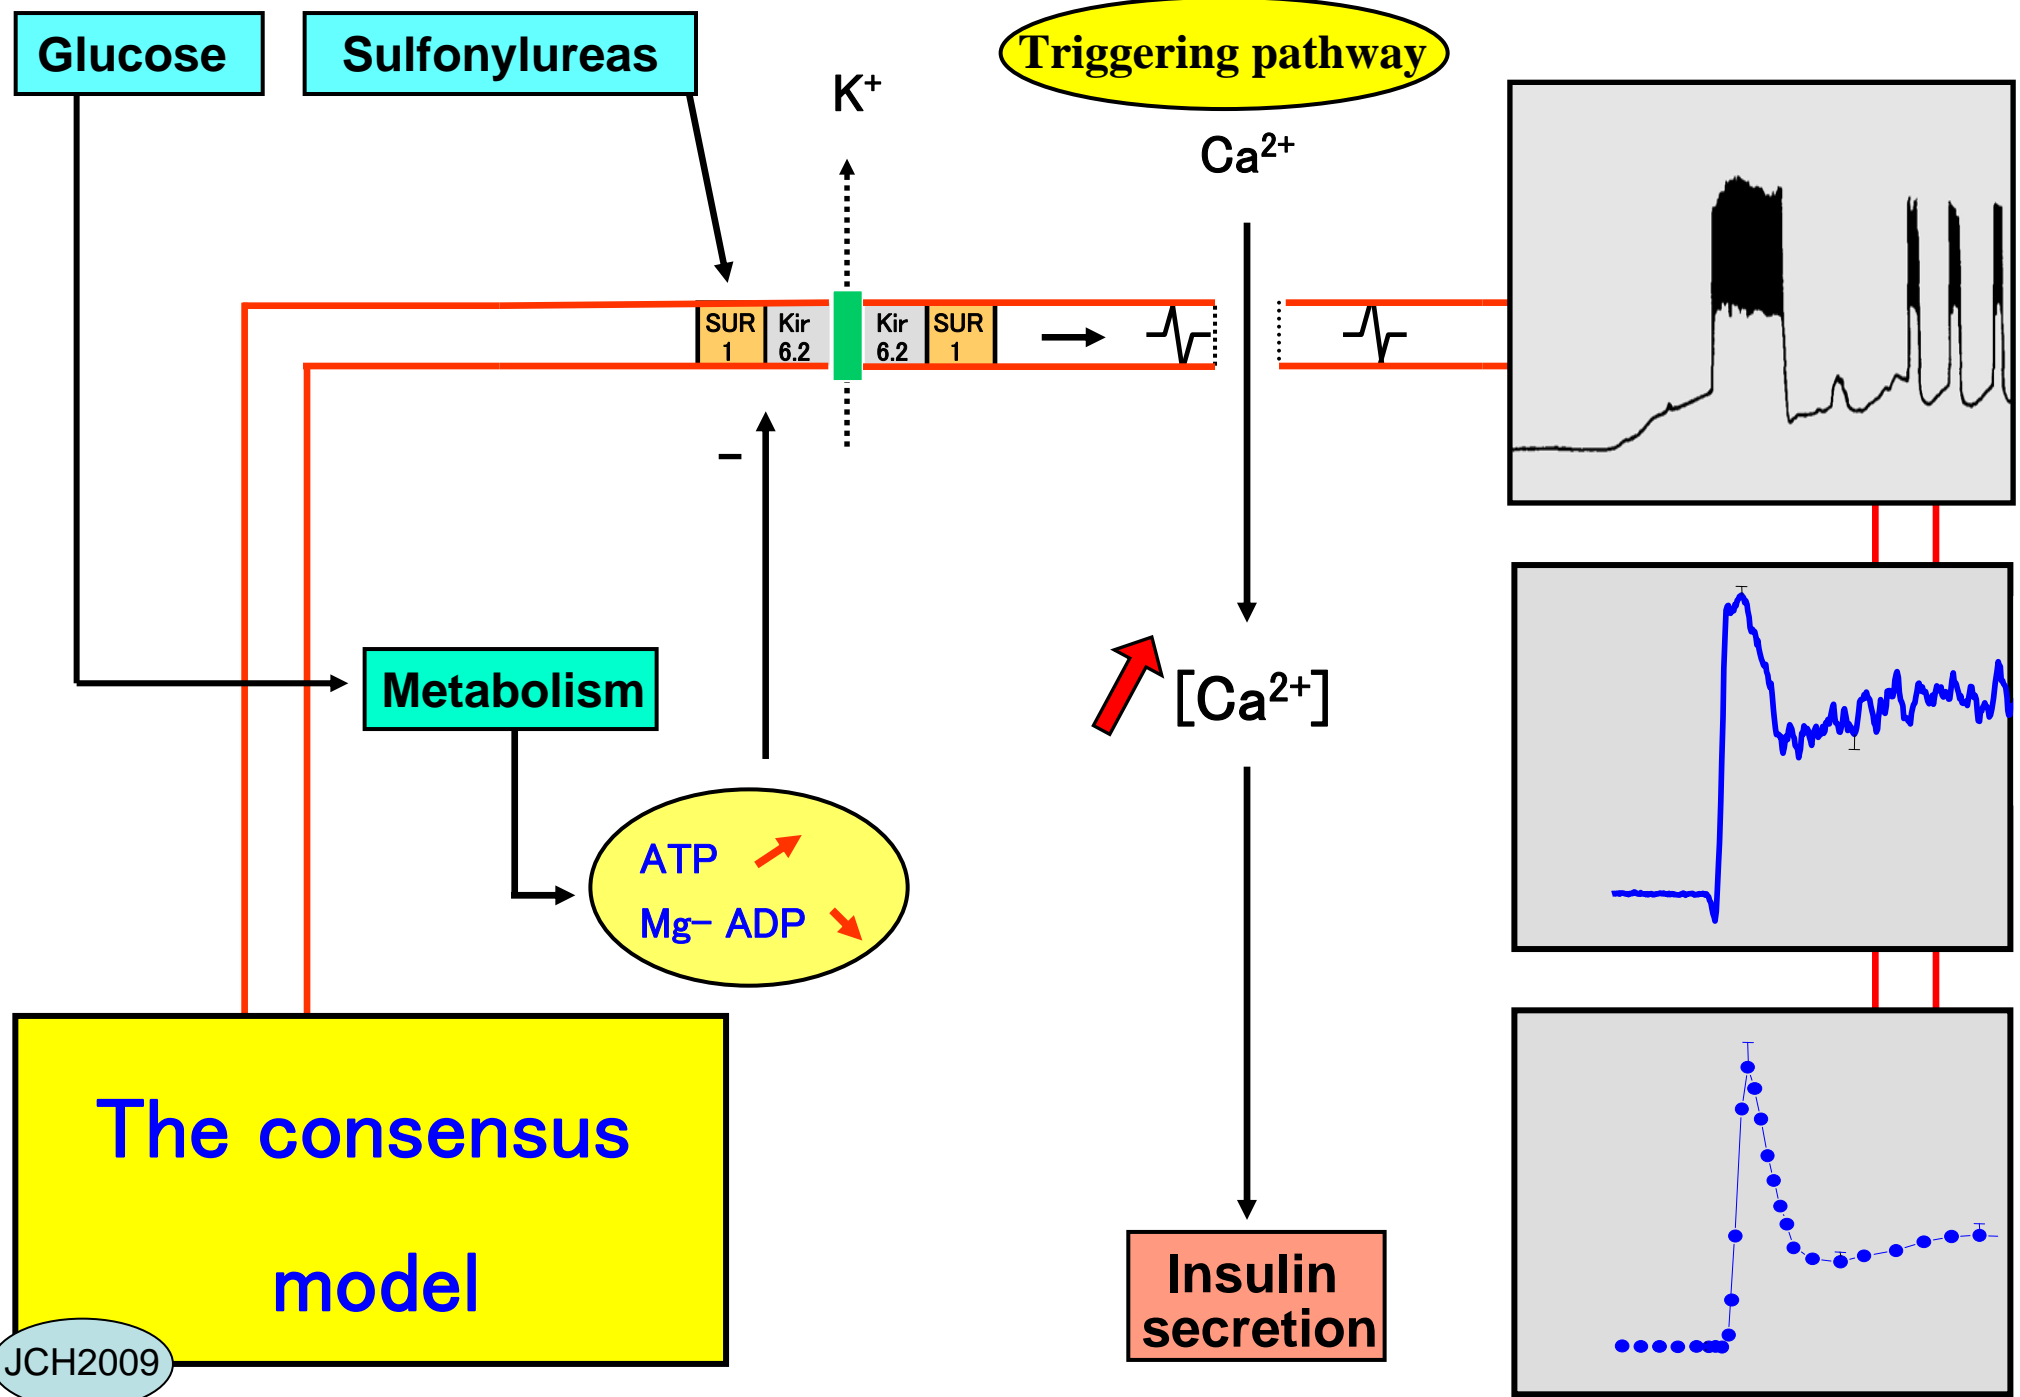 Glucose
Sulfonylureas
K⁺
Triggering pathway
Ca²⁺
SUR
1
Kir
6.2
Kir
6.2
SUR
1
–
Metabolism
[Ca²⁺]
ATP
Mg– ADP
The consensus
model
Insulin
secretion
JCH2009